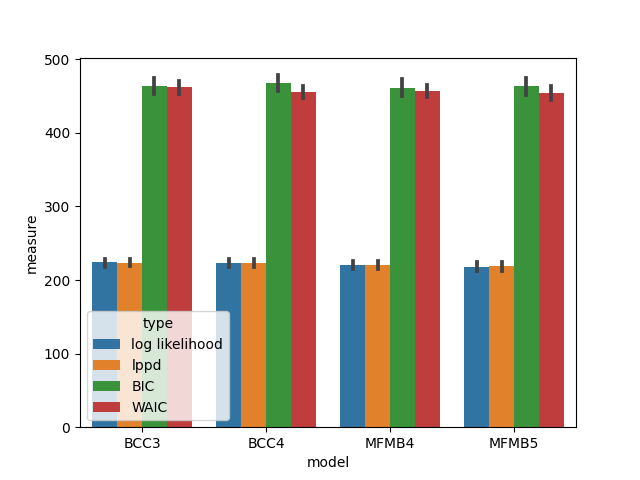 500
400
300
200
100
0
measure
type
log likelihood
lppd
BIC
WAIC
BCC3 BCC4 MFMB4 MFMB5
model